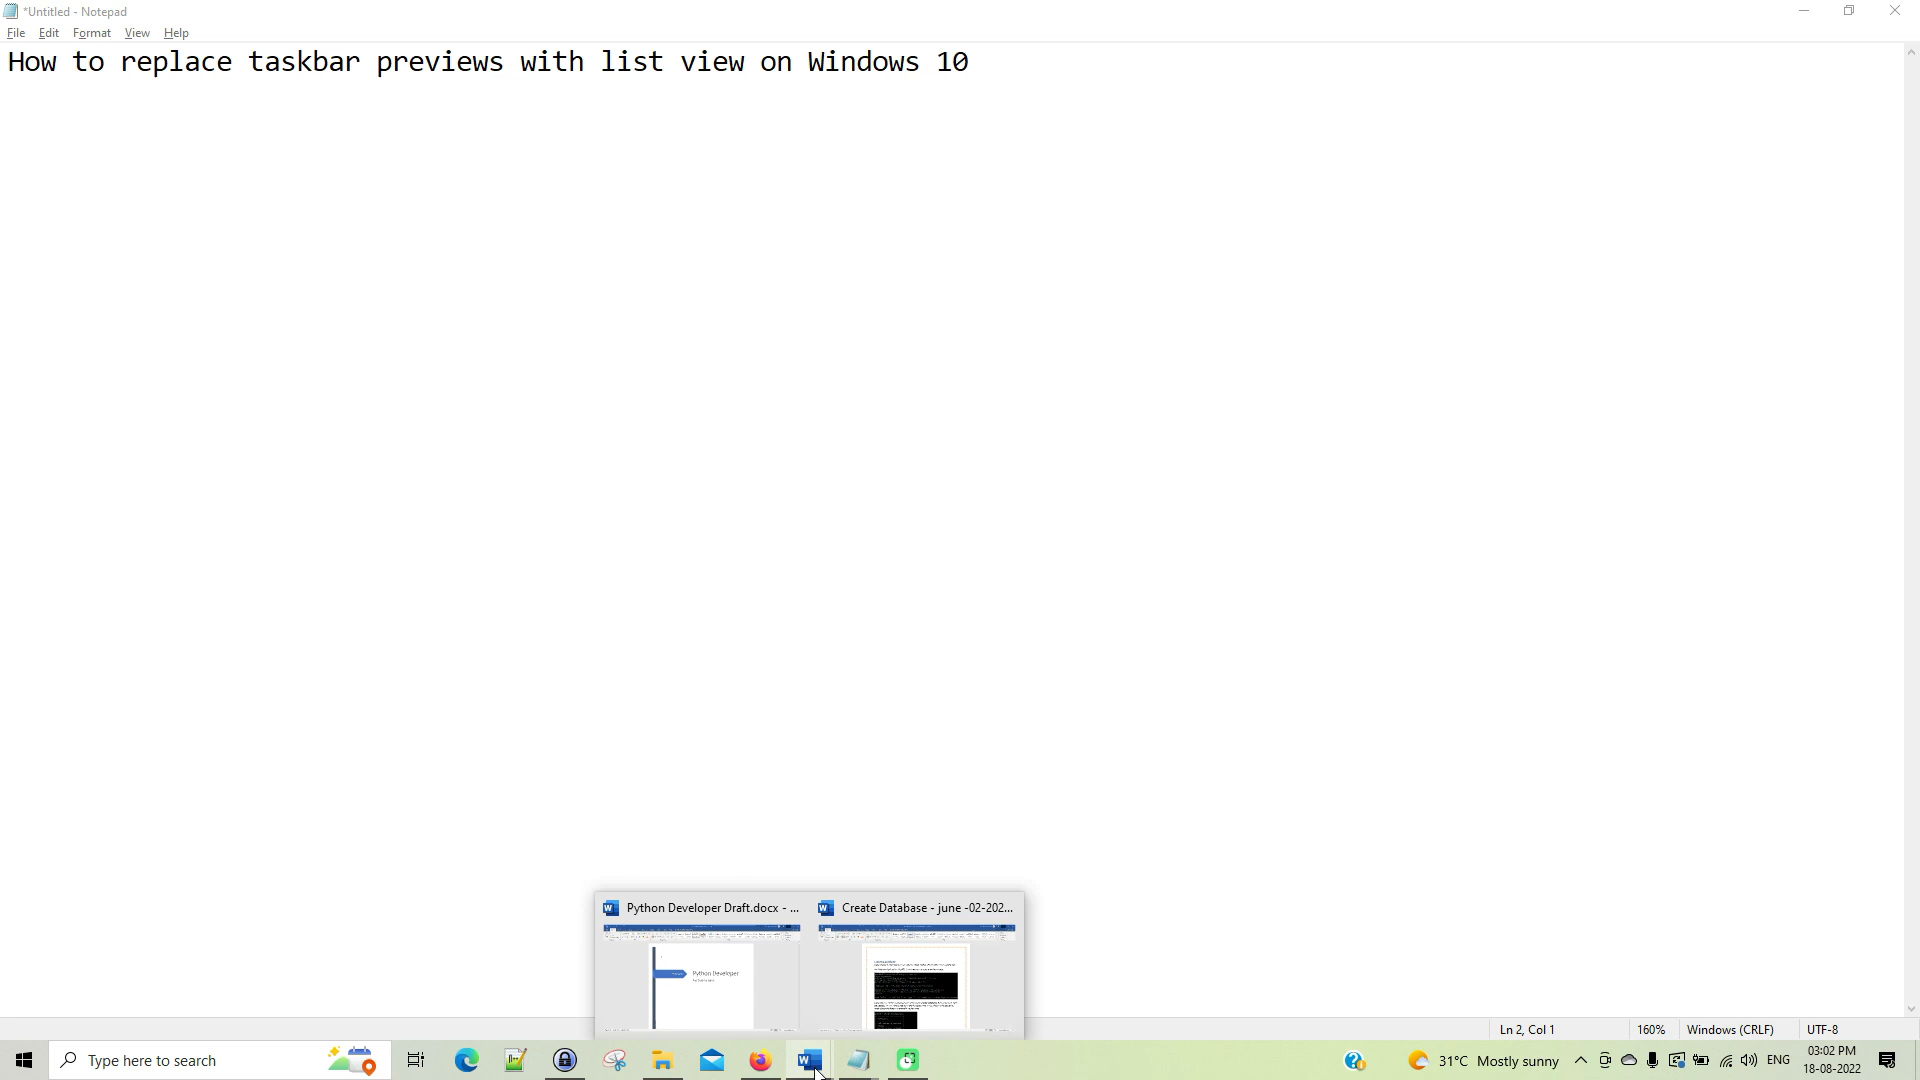 *Untitled - Notepad
File Edit Format View Help
How to replace taskbar previews with list view on Windows 10
Python Developer Draft.docx - ...
Create Database - june -02-202...
Python Developer
Ln 2, Col 1
160%
Windows (CRLF)
UTF-8
Type here to search
31°C Mostly sunny
ENG
03:02 PM
18-08-2022